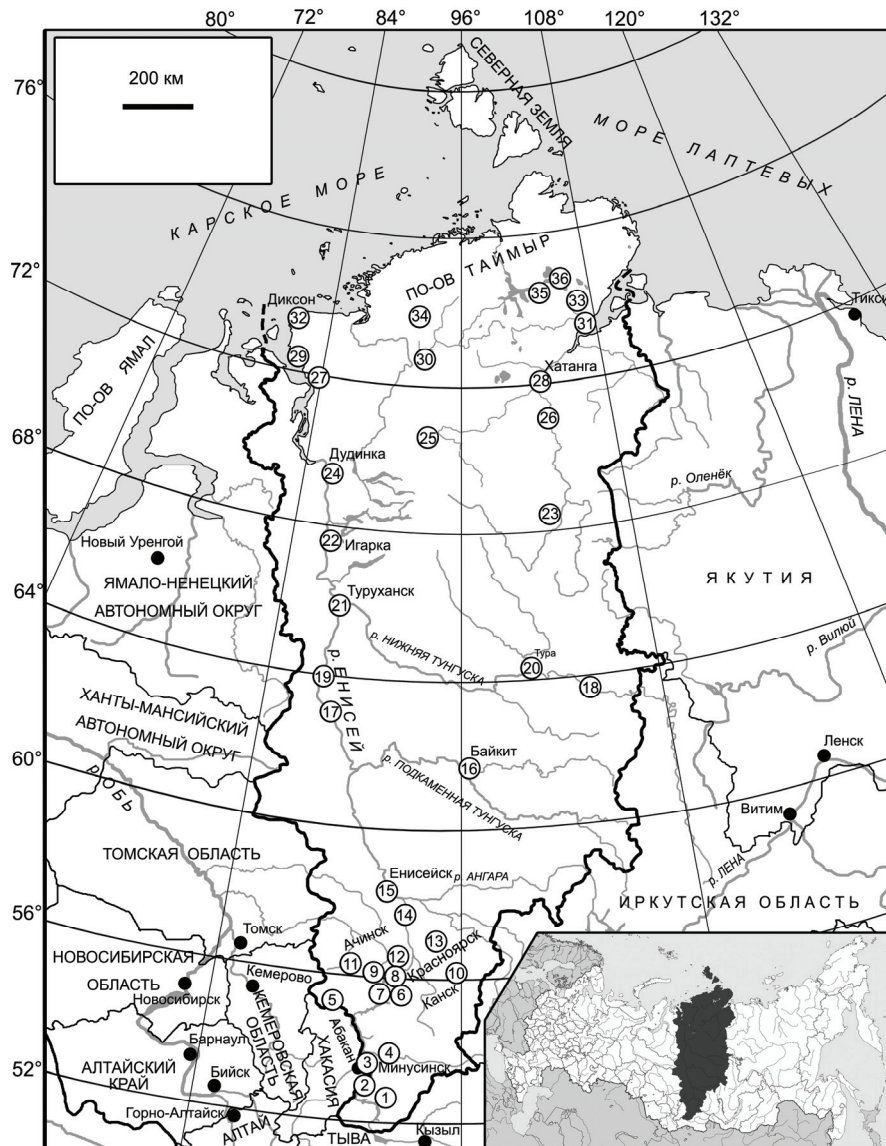 80° 72° 84° 96° 108° 120° 132°
76°
72°
68°
64°
60°
56°
52°
200 км
СЕВЕРНАЯ ЗЕМЛЯ
МОРЕ ЛАПТЕВЫХ
КАРСКОЕ МОРЕ
ПО-ОВ ТАЙМЫР
36
35
33
Диксон
32
34
31
Тикси
ПО-ОВ ЯМАЛ
29
30
27
Хатанга
28
р. ЛЕНА
26
25
Дудинка
24
р. Оленёк
23
22
Игарка
Новый Уренгой
ЯМАЛО-НЕНЕЦКИЙ
АВТОНОМНЫЙ ОКРУГ
ЯКУТИЯ
Туруханск
21
р. НИЖНЯЯ ТУНГУСКА
Тура
20
р. Вилюй
19
18
р. ЕНИСЕЙ
17
ХАНТЫ-МАНСИЙСКИЙ
АВТОНОМНЫЙ ОКРУГ
Байкит
16
Ленск
р. ПОДКАМЕННАЯ ТУНГУСКА
р. ОБЬ
Витим
ТОМСКАЯ ОБЛАСТЬ
Енисейск
р. АНГАРА
р. ЛЕНА
15
ИРКУТСКАЯ ОБЛАСТЬ
14
Томск
Ачинск
13
12
Красноярск
НОВОСИБИРСКАЯ
ОБЛАСТЬ
11
9
8
10
Кемерово
Новосибирск
7
6
Канск
5
КЕМЕРОВСКАЯ
ОБЛАСТЬ
Абакан
Барнаул
4
3
Минусинск
АЛТАЙСКИЙ
КРАЙ
Бийск
ХАКАСИЯ
2
1
Горно-Алтайск
АЛТАЙ
ТЫВА
Кызыл